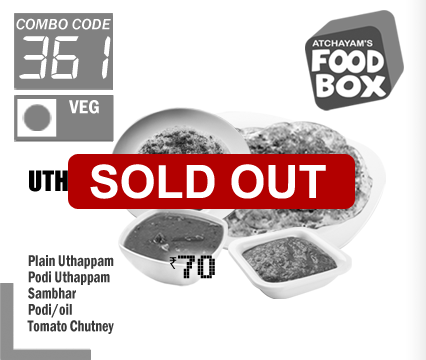 COMBO CODE
361
VEG
ATCHAYAM'S
FOOD
BOX
SOLD OUT
₹70
Plain Uthappam
Podi Uthappam
Sambhar
Podi/oil
Tomato Chutney